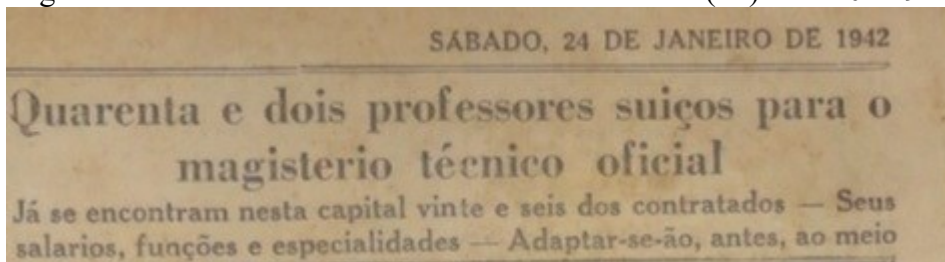 SÁBADO, 24 DE JANEIRO DE 1942
Quarenta e dois professores suiços para o
magisterio técnico oficial
Já se encontram nesta capital vinte e seis dos contratados — Seus
salarios, funções e especialidades — Adaptar-se-ão, antes, ao meio